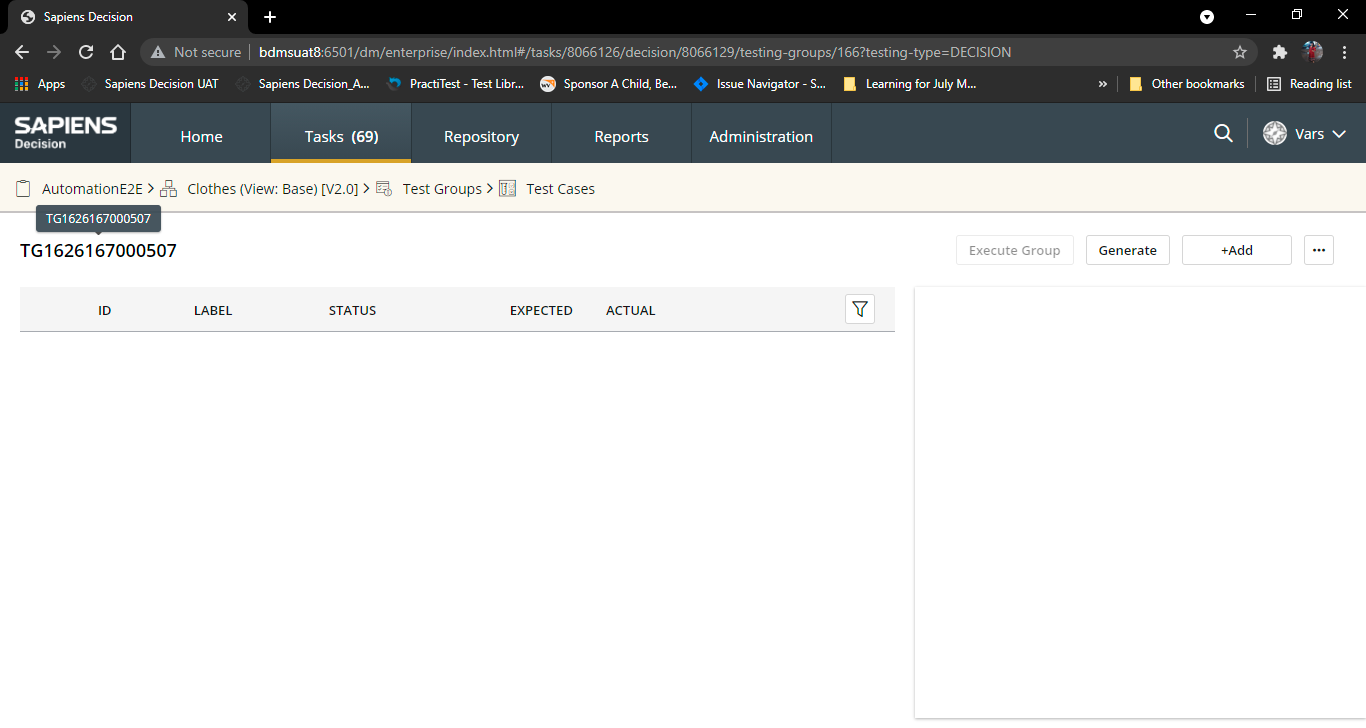 Sapiens Decision
Not secure bdmsuat8:6501/dm/enterprise/index.html#/tasks/8066126/decision/8066129/testing-groups/166?testing-type=DECISION
Apps Sapiens Decision UAT Sapiens Decision_A... PractiTest - Test Libr... Sponsor A Child, Be... Issue Navigator - S... Learning for July M... » Other bookmarks Reading list
SAPIENS
Decision
Home Tasks (69) Repository Reports Administration Vars
AutomationE2E > Clothes (View: Base) [V2.0] > Test Groups > Test Cases
TG1626167000507
TG1626167000507
Execute Group Generate +Add ...
ID LABEL STATUS EXPECTED ACTUAL